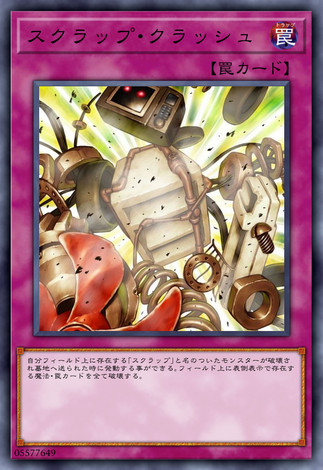 スクラップ・クラッシュ
トラップ
罠
【罠カード】
自分フィールド上に存在する「スクラップ」と名のついたモンスターが破壊さ
れ墓地へ送られた時に発動する事ができる。フィールド上に表側表示で存在す
る魔法・罠カードを全て破壊する。
05577649